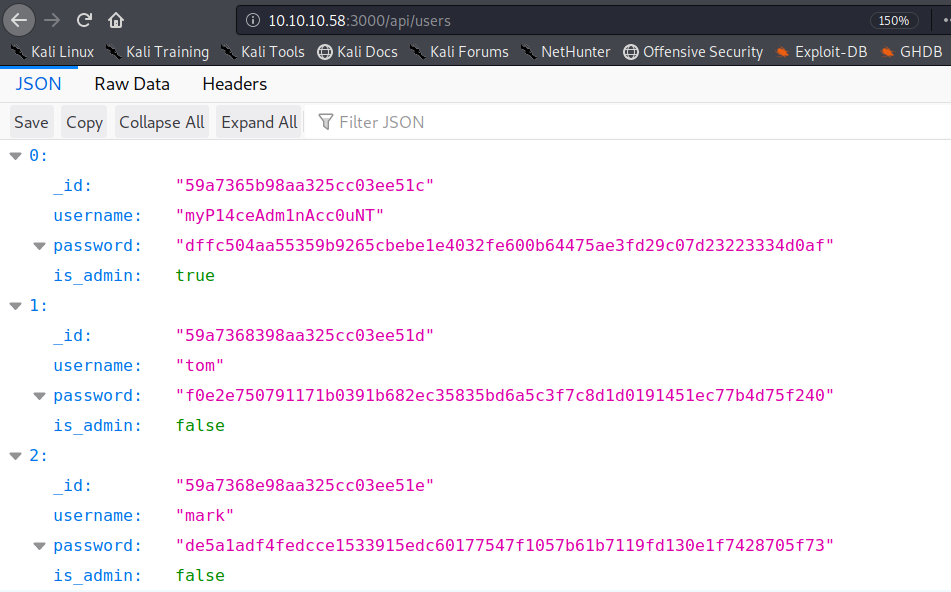 10.10.10.58:3000/api/users 150%
Kali Linux Kali Training Kali Tools Kali Docs Kali Forums NetHunter Offensive Security Exploit-DB GHDB
JSON Raw Data Headers
Save Copy Collapse All Expand All Filter JSON
0:
_id: "59a7365b98aa325cc03ee51c"
username: "myP14ceAdm1nAcc0uNT"
password: "dffc504aa55359b9265cbebe1e4032fe600b64475ae3fd29c07d23223334d0af"
is_admin: true
1:
_id: "59a7368398aa325cc03ee51d"
username: "tom"
password: "f0e2e750791171b0391b682ec35835bd6a5c3f7c8d1d0191451ec77b4d75f240"
is_admin: false
2:
_id: "59a7368e98aa325cc03ee51e"
username: "mark"
password: "de5a1adf4fedcce1533915edc60177547f1057b61b7119fd130e1f7428705f73"
is_admin: false